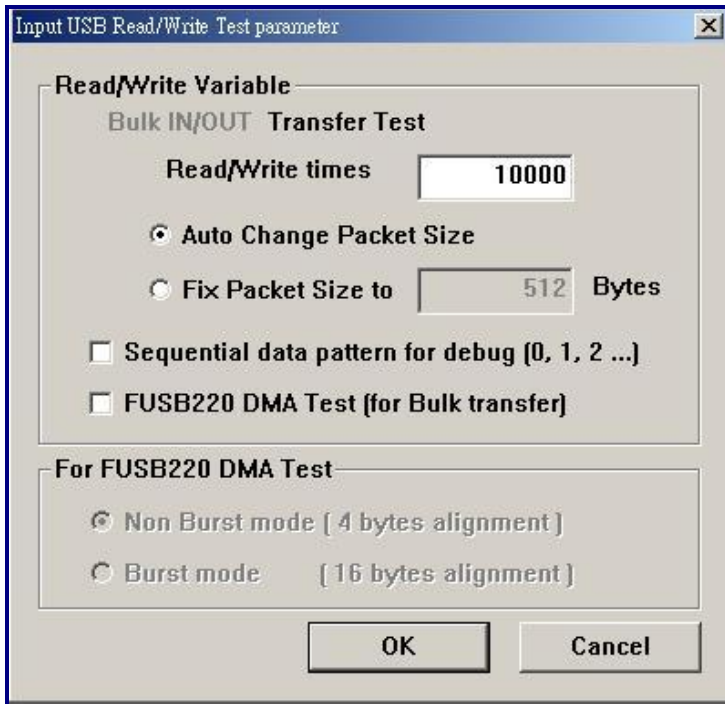 Input USB Read/Write Test parameter
Read/Write Variable
Bulk IN/OUT Transfer Test
Read/Write times 10000
Auto Change Packet Size
Fix Packet Size to 512 Bytes
Sequential data pattern for debug (0, 1, 2 ...)
FUSB220 DMA Test (for Bulk transfer)
For FUSB220 DMA Test
Non Burst mode ( 4 bytes alignment )
Burst mode ( 16 bytes alignment )
OK Cancel